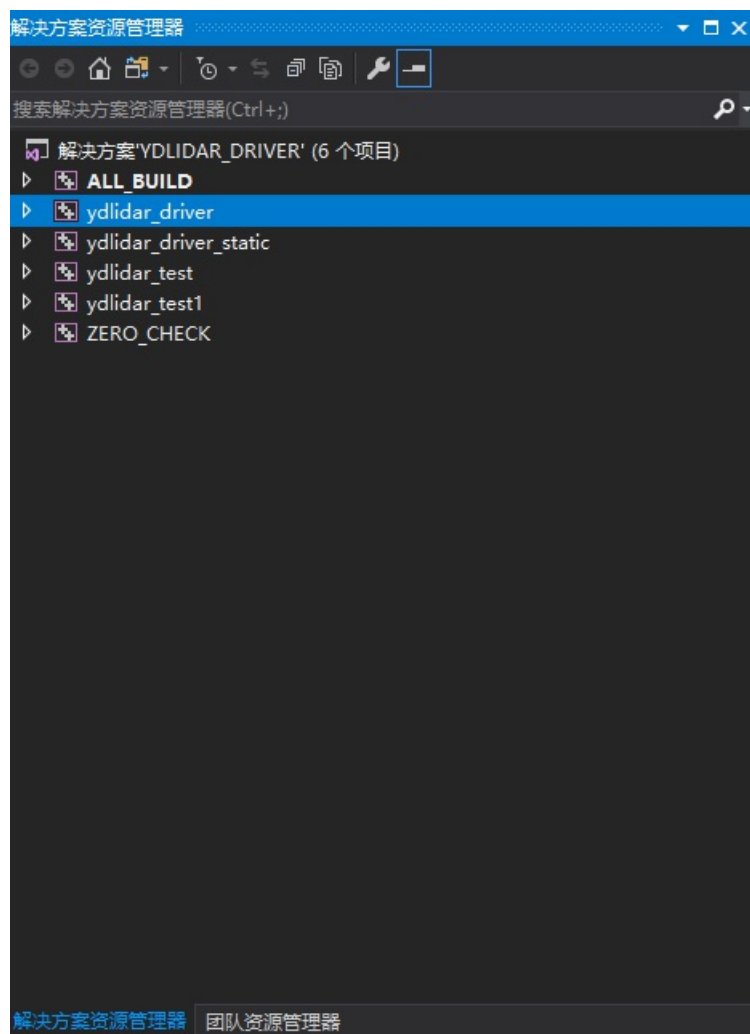 解决方案资源管理器
搜索解决方案资源管理器(Ctrl+;)
解决方案'YDLIDAR_DRIVER' (6 个项目)
ALL_BUILD
ydlidar_driver
ydlidar_driver_static
ydlidar_test
ydlidar_test1
ZERO_CHECK
解决方案资源管理器 团队资源管理器